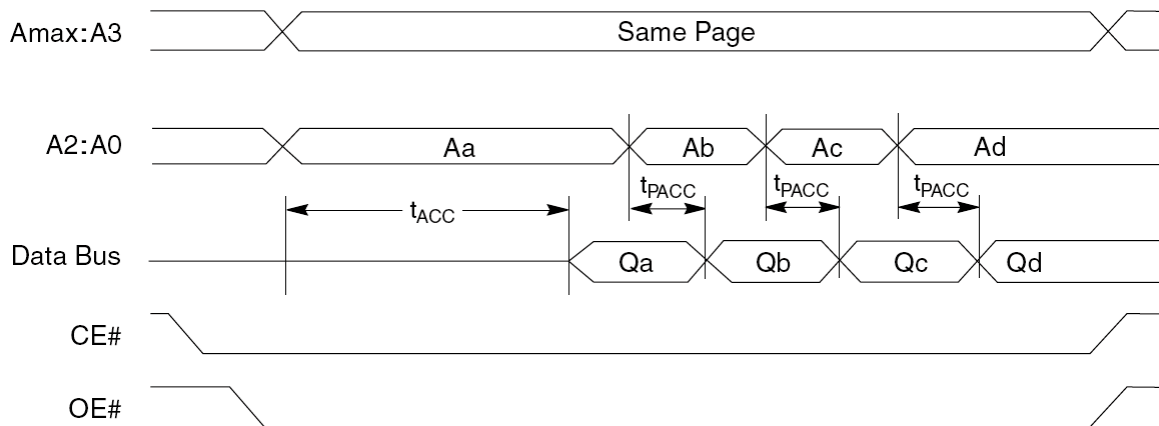 Amax:A3
Same Page
A2:A0
Aa
Ab
Ac
Ad
tACC
tPACC
tPACC
tPACC
Data Bus
Qa
Qb
Qc
Qd
CE#
OE#